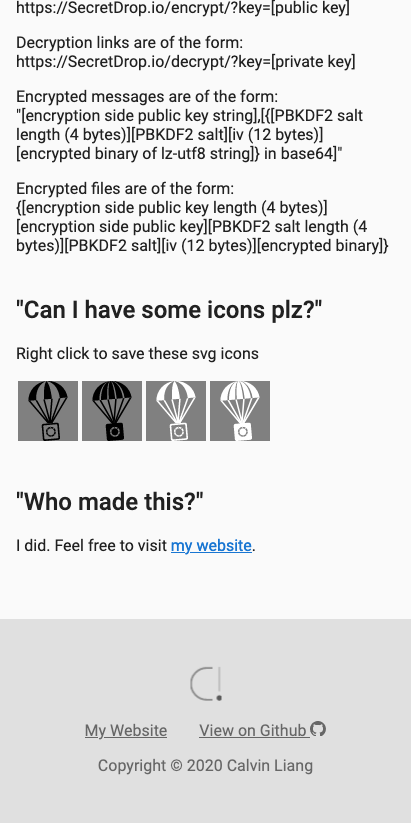 https://SecretDrop.io/encrypt/?key=[public key]
Decryption links are of the form:
https://SecretDrop.io/decrypt/?key=[private key]
Encrypted messages are of the form:
"[encryption side public key string],[{[PBKDF2 salt
length (4 bytes)][PBKDF2 salt][iv (12 bytes)]
[encrypted binary of lz-utf8 string]} in base64]"
Encrypted files are of the form:
{[encryption side public key length (4 bytes)]
[encryption side public key][PBKDF2 salt length (4
bytes)][PBKDF2 salt][iv (12 bytes)][encrypted binary]}
"Can I have some icons plz?"
Right click to save these svg icons
"Who made this?"
I did. Feel free to visit my website.
C!
My Website View on Github
Copyright © 2020 Calvin Liang